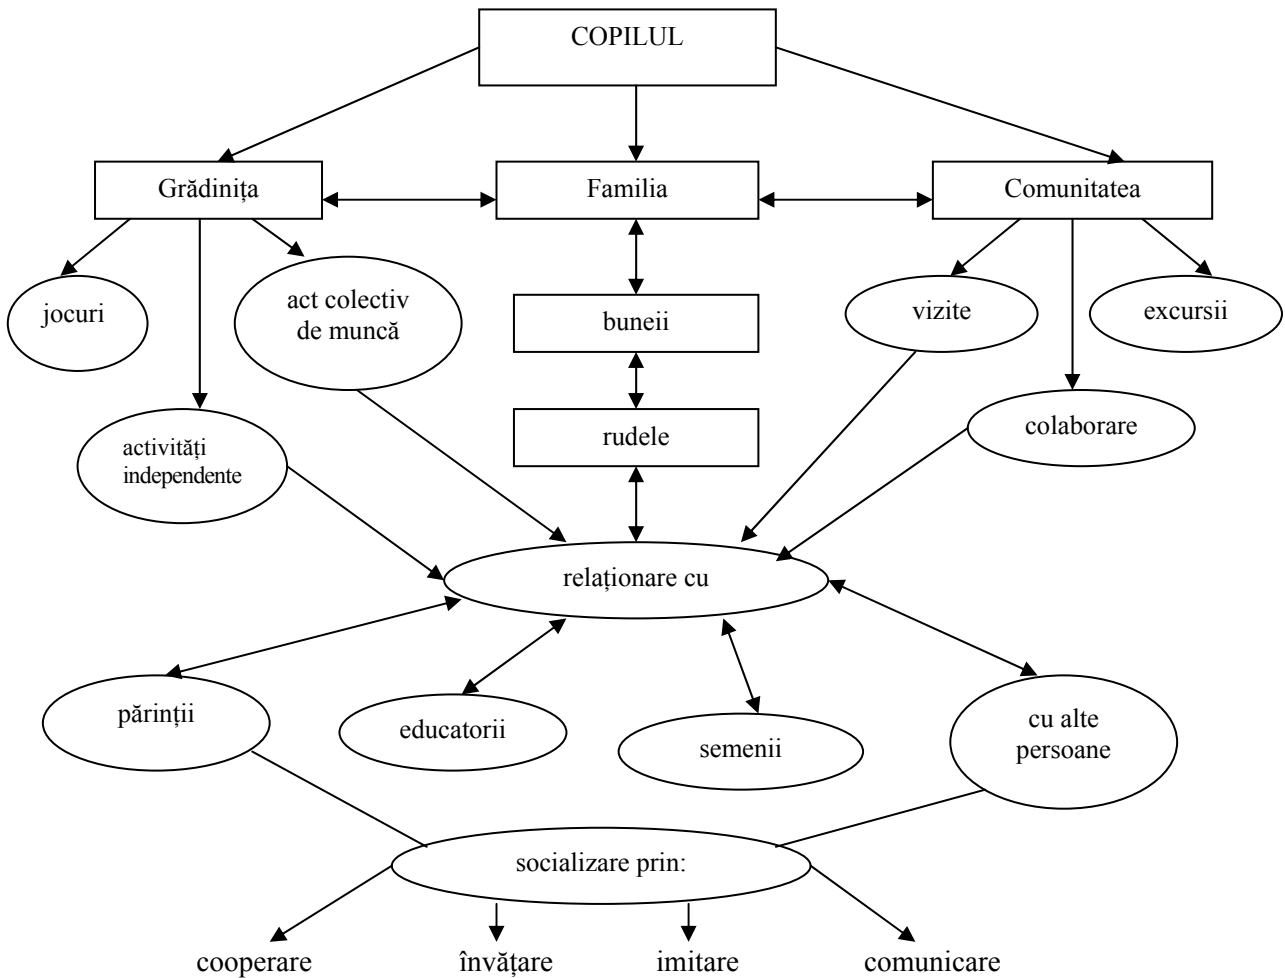 COPILUL
Grădinița
Familia
Comunitatea
jocuri
act colectiv
de muncă
buneii
vizite
excursii
activități
independente
rudele
colaborare
relaționare cu
părinții
educatorii
semenii
cu alte
persoane
socializare prin:
cooperare
învățare
imitare
comunicare